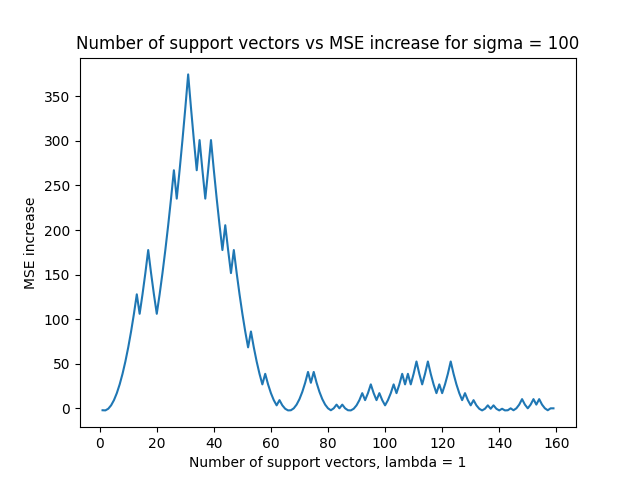 Number of support vectors vs MSE increase for sigma = 100
MSE increase
350
300
250
200
150
100
50
0
0 20 40 60 80 100 120 140 160
Number of support vectors, lambda = 1